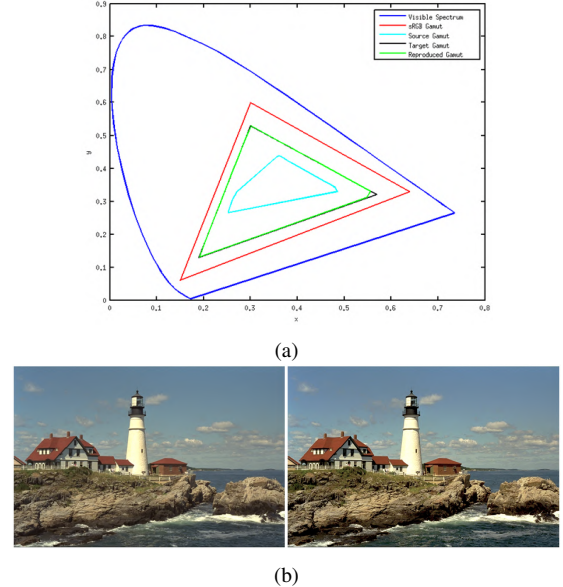 0.9
0.8
0.7
0.6
0.5
0.4
0.3
0.2
0.1
0
y
Visible Spectrum
sRGB Gamut
Source Gamut
Target Gamut
Reproduced Gamut
0 0.1 0.2 0.3 0.4 0.5 0.6 0.7 0.8
x
(a)
(b)